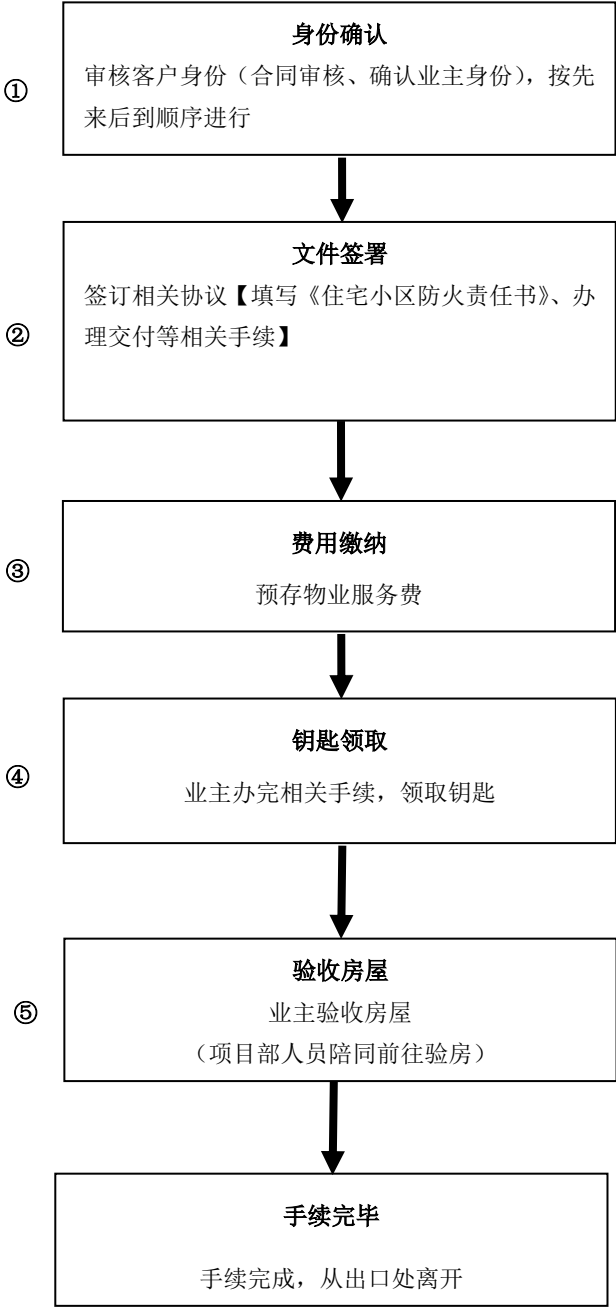 身份确认
①
审核客户身份（合同审核、确认业主身份），按先
来后到顺序进行
文件签署
②
签订相关协议【填写《住宅小区防火责任书》、办
理交付等相关手续】
费用缴纳
③
预存物业服务费
钥匙领取
④
业主办完相关手续，领取钥匙
验收房屋
⑤
业主验收房屋
（项目部人员陪同前往验房）
手续完毕
手续完成，从出口处离开